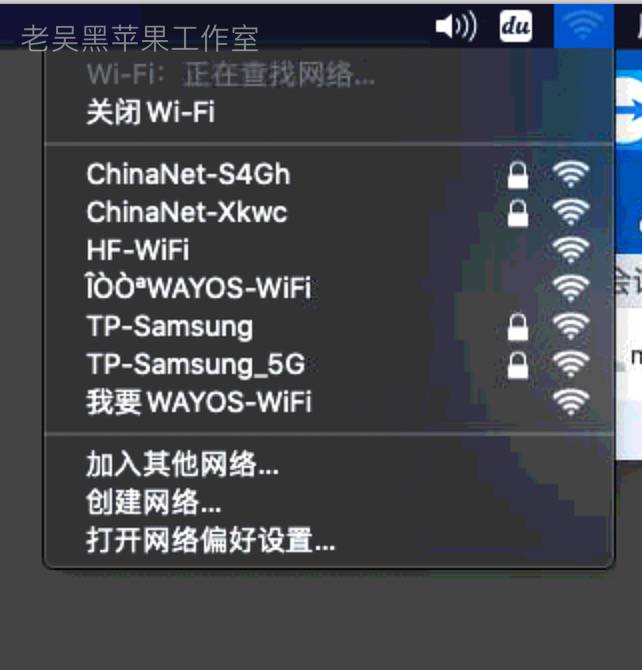 老吴黑苹果工作室
du
Wi-Fi：正在查找网络...
关闭 Wi-Fi
ChinaNet-S4Gh
ChinaNet-Xkwc
HF-WiFi
ÎÒÒªWAYOS-WiFi
TP-Samsung
TP-Samsung_5G
我要 WAYOS-WiFi
加入其他网络...
创建网络...
打开网络偏好设置...